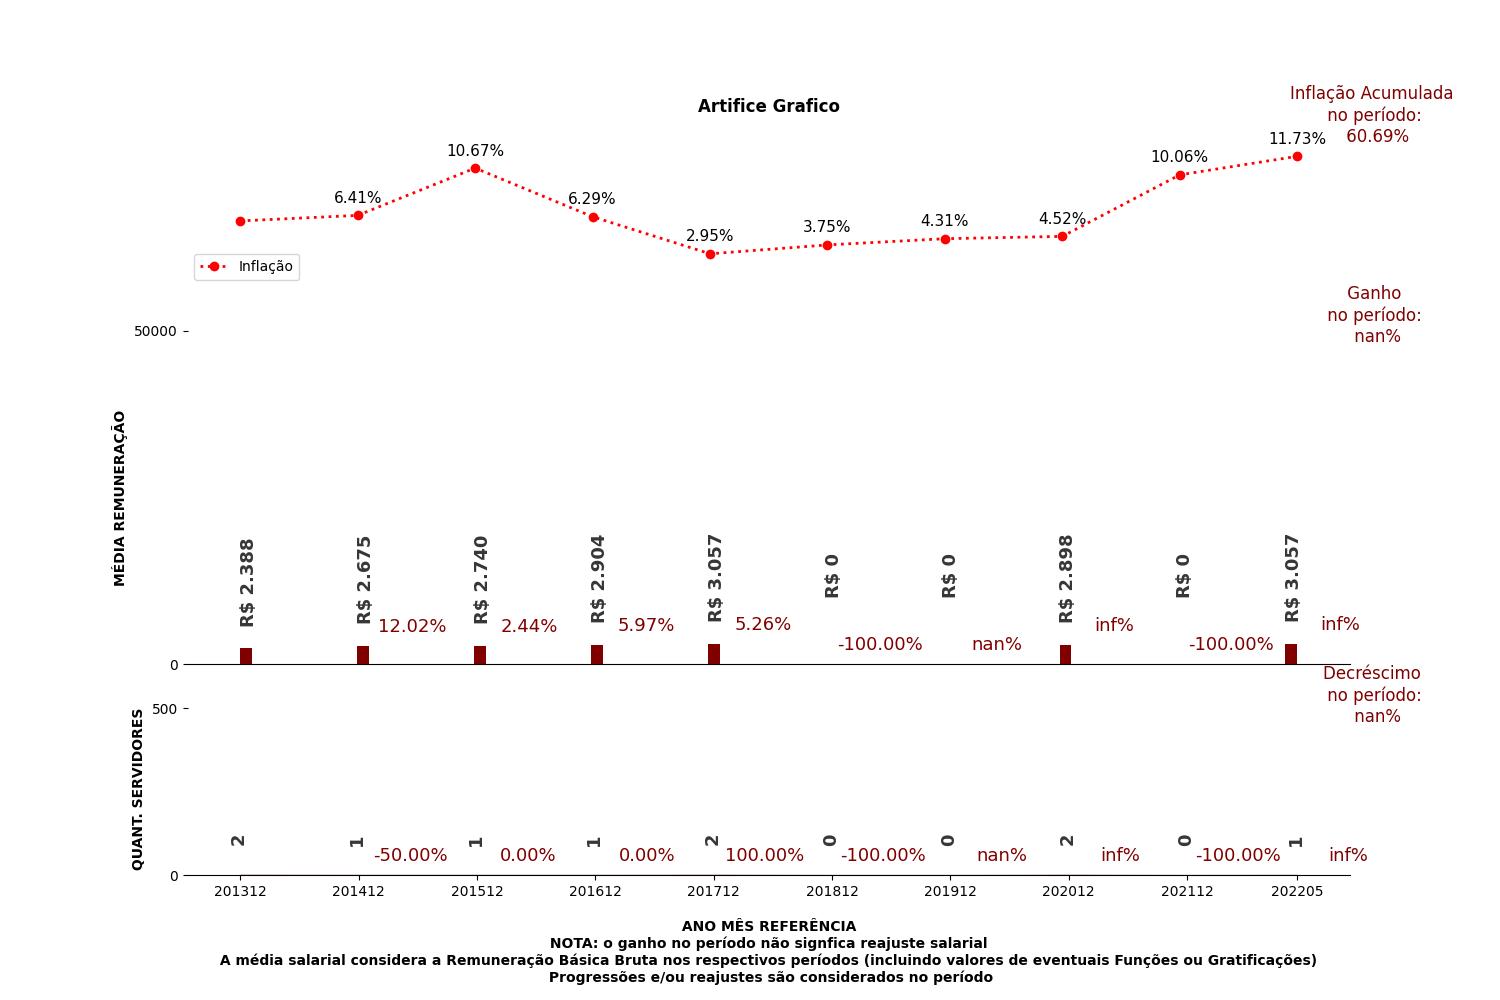 Artifice Grafico
Inflação Acumulada
no período:
60.69%
6.41%
10.67%
6.29%
2.95%
3.75%
4.31%
4.52%
10.06%
11.73%
Inflação
Ganho
no período:
nan%
50000
0
MÉDIA REMUNERAÇÃO
R$ 2.388
R$ 2.675
R$ 2.740
R$ 2.904
R$ 3.057
R$ 0
R$ 0
R$ 2.898
R$ 0
R$ 3.057
12.02%
2.44%
5.97%
5.26%
-100.00%
nan%
inf%
-100.00%
inf%
Decréscimo
no período:
nan%
500
0
QUANT. SERVIDORES
2
1
1
1
2
0
0
2
0
1
-50.00%
0.00%
0.00%
100.00%
-100.00%
nan%
inf%
-100.00%
inf%
201312
201412
201512
201612
201712
201812
201912
202012
202112
202205
ANO MÊS REFERÊNCIA
NOTA: o ganho no período não signfica reajuste salarial
A média salarial considera a Remuneração Básica Bruta nos respectivos períodos (incluindo valores de eventuais Funções ou Gratificações)
Progressões e/ou reajustes são considerados no período